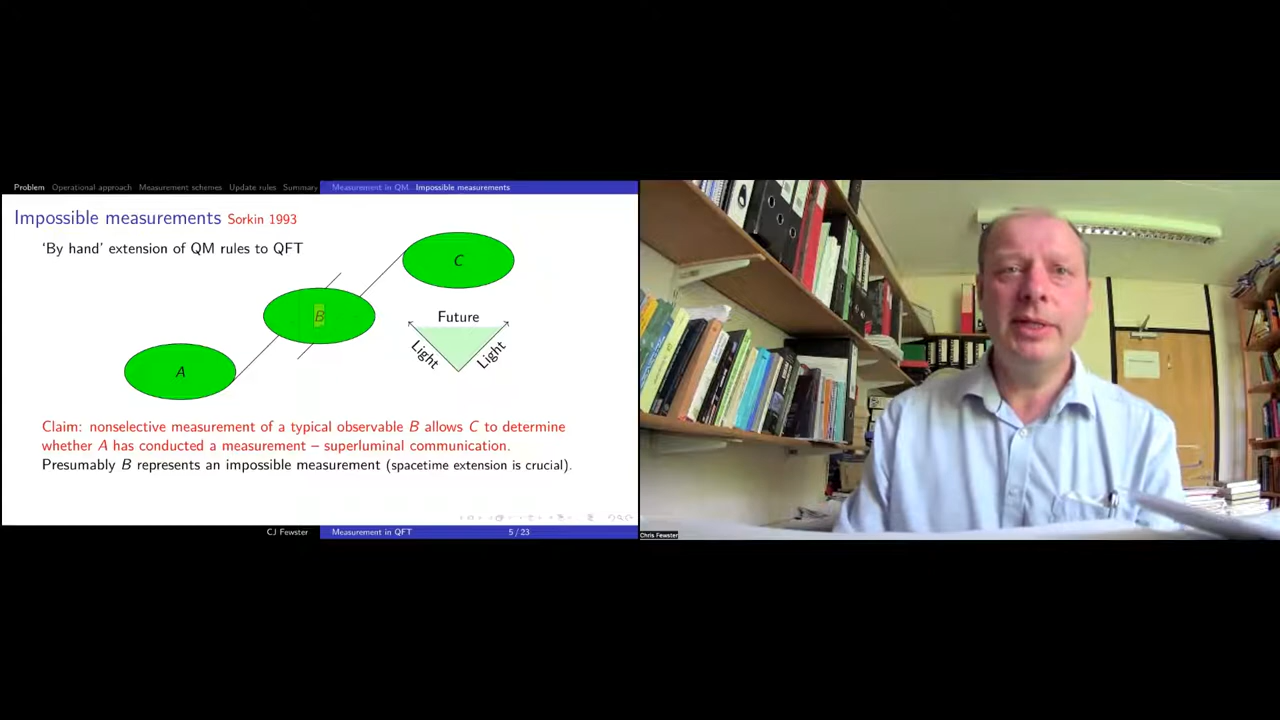 Problem Operational approach Measurement schemes Update rules Summary Measurement in QM Impossible measurements
Impossible measurements Sorkin 1993
‘By hand’ extension of QM rules to QFT
C
B
Future
Light Light
A
Claim: nonselective measurement of a typical observable B allows C to determine
whether A has conducted a measurement – superluminal communication.
Presumably B represents an impossible measurement (spacetime extension is crucial).
CJ Fewster Measurement in QFT 5 / 23
Chris Fewster